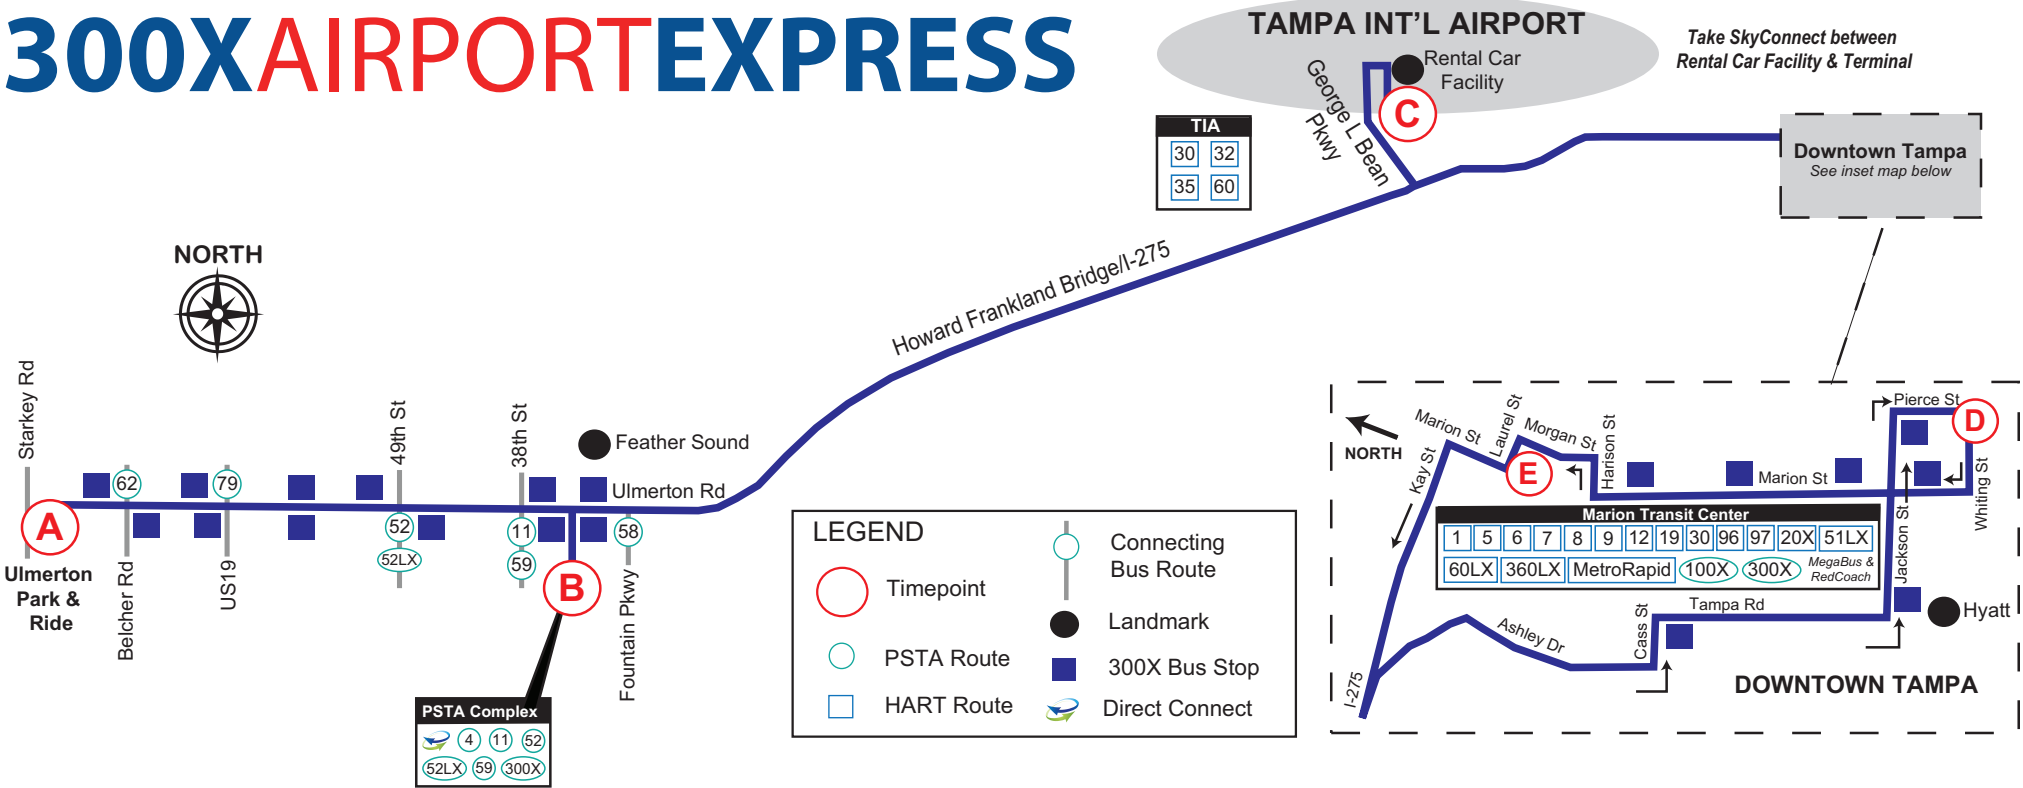 300XAIRPORTEXPRESS
TAMPA INT'L AIRPORT
Rental Car
Facility
C
George L Bean
Pkwy
Take SkyConnect between
Rental Car Facility & Terminal
TIA
30 32
35 60
Downtown Tampa
See inset map below
NORTH
Howard Frankland Bridge/I-275
Starkey Rd
A
Ulmerton
Park &
Ride
62
Belcher Rd
79
US19
49th St
52
52LX
38th St
11
59
Feather Sound
Ulmerton Rd
B
58
Fountain Pkwy
PSTA Complex
4 11 52
52LX 59 300X
LEGEND
Timepoint
PSTA Route
HART Route
Connecting
Bus Route
Landmark
300X Bus Stop
Direct Connect
NORTH
Marion St
Laurel St
Morgan St
Harison St
Kay St
E
Marion St
Pierce St
D
Whiting St
Jackson St
Marion Transit Center
1 5 6 7 8 9 12 19 30 96 97 20X 51LX
60LX 360LX MetroRapid 100X 300X MegaBus &
RedCoach
Tampa Rd
Cass St
Ashley Dr
I-275
Hyatt
DOWNTOWN TAMPA